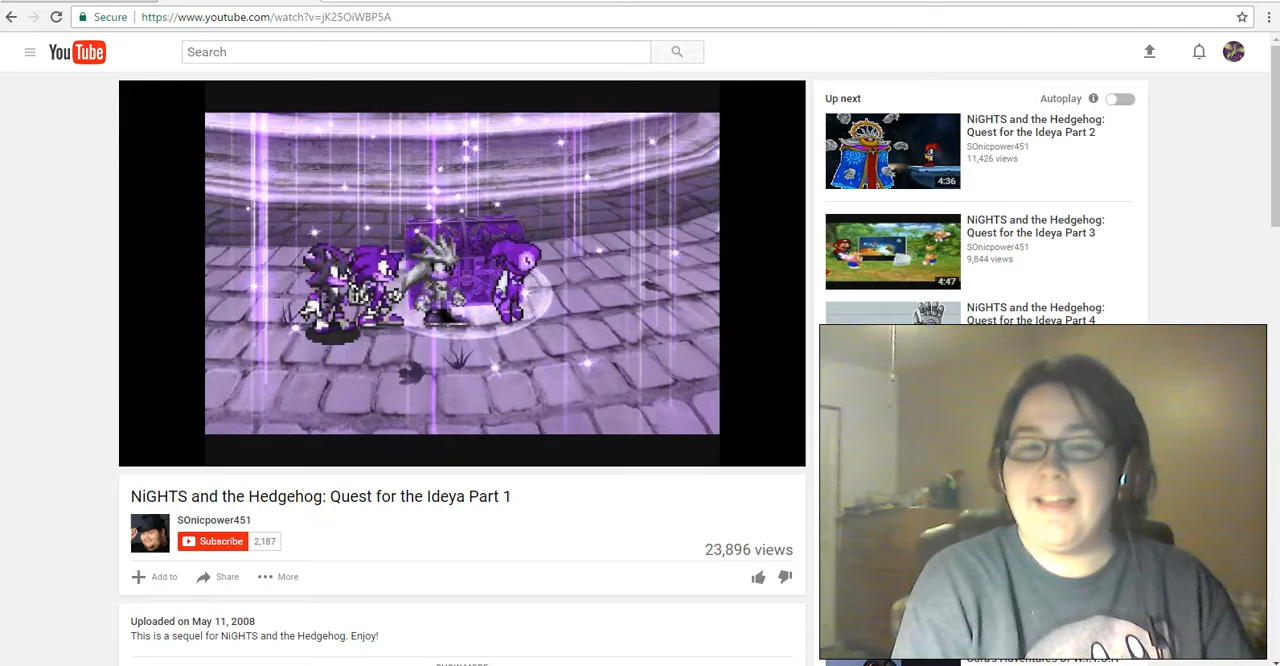 Secure https://www.youtube.com/watch?v=jK25OiWBP5A
YouTube
Search
Up next
Autoplay
NiGHTS and the Hedgehog:
Quest for the Ideya Part 2
SOnicpower451
11,426 views
4:36
NiGHTS and the Hedgehog:
Quest for the Ideya Part 3
SOnicpower451
9,844 views
4:47
NiGHTS and the Hedgehog:
Quest for the Ideya Part 4
NiGHTS and the Hedgehog: Quest for the Ideya Part 1
SOnicpower451
Subscribe 2,187
23,896 views
Add to Share More
Uploaded on May 11, 2008
This is a sequel for NiGHTS and the Hedgehog. Enjoy!
SHOW MORE